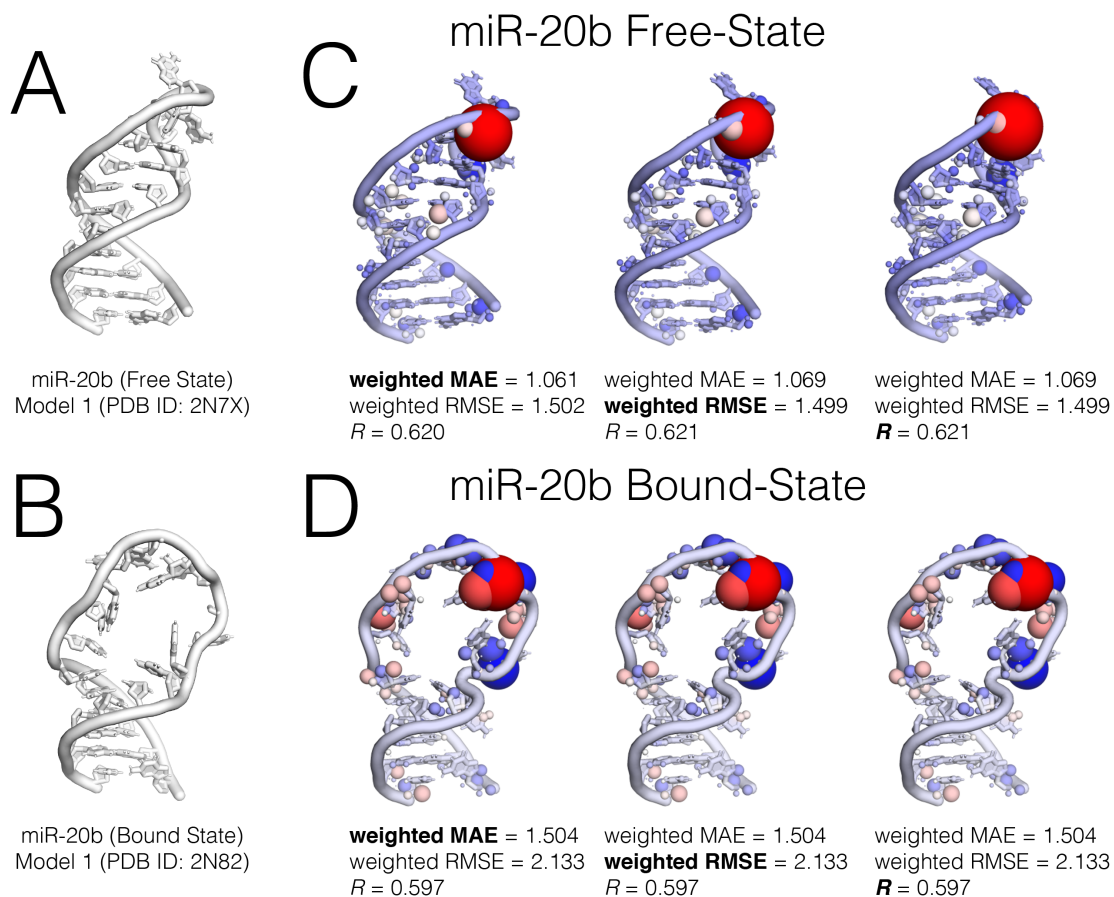 A
miR-20b (Free State)
Model 1 (PDB ID: 2N7X)
C
miR-20b Free-State
weighted MAE = 1.061
weighted RMSE = 1.502
R = 0.620
weighted MAE = 1.069
weighted RMSE = 1.499
R = 0.621
weighted MAE = 1.069
weighted RMSE = 1.499
R = 0.621
B
miR-20b (Bound State)
Model 1 (PDB ID: 2N82)
D
miR-20b Bound-State
weighted MAE = 1.504
weighted RMSE = 2.133
R = 0.597
weighted MAE = 1.504
weighted RMSE = 2.133
R = 0.597
weighted MAE = 1.504
weighted RMSE = 2.133
R = 0.597